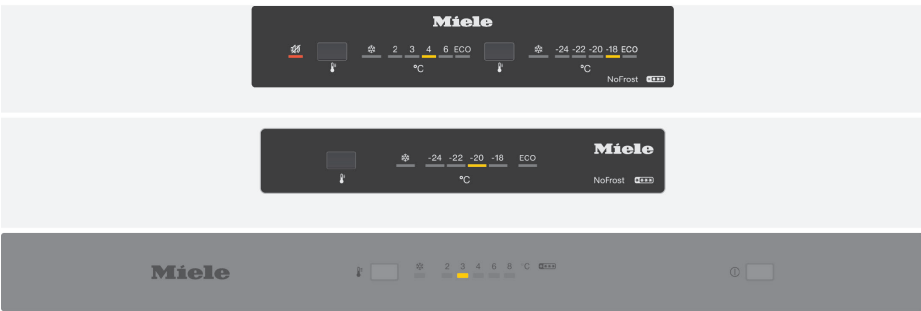 Miele
2 3 4 6 ECO -24 -22 -20 -18 ECO
°C °C
NoFrost
-24 -22 -20 -18 ECO Miele
°C NoFrost
Miele 2 3 4 6 8 °C